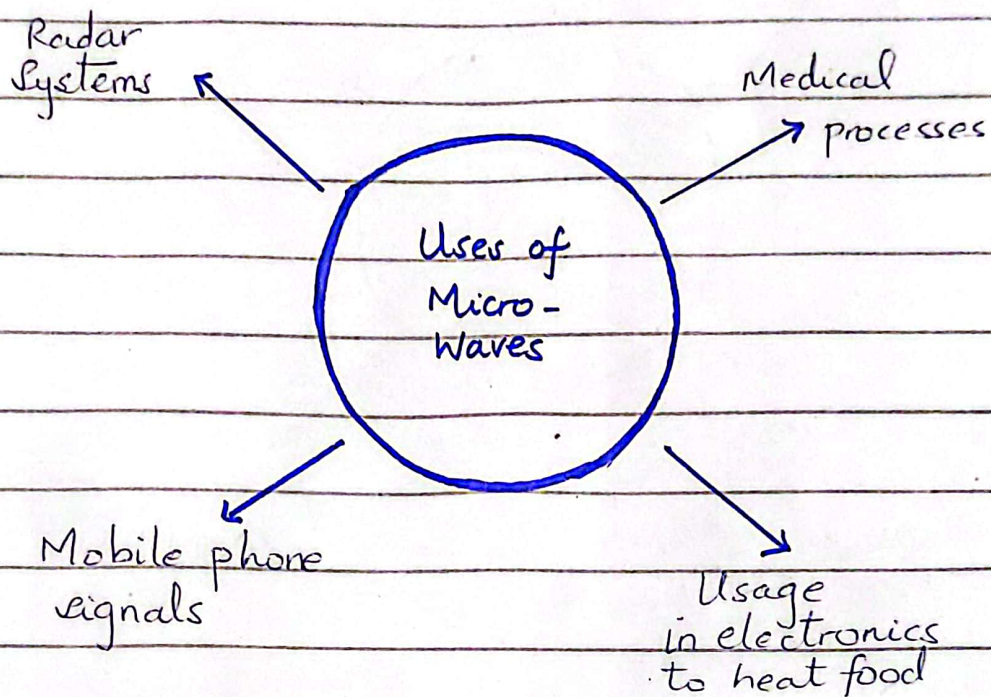 Radar
Systems
Medical
processes
Uses of
Micro-
Waves
Mobile phone
signals
Usage
in electronics
to heat food